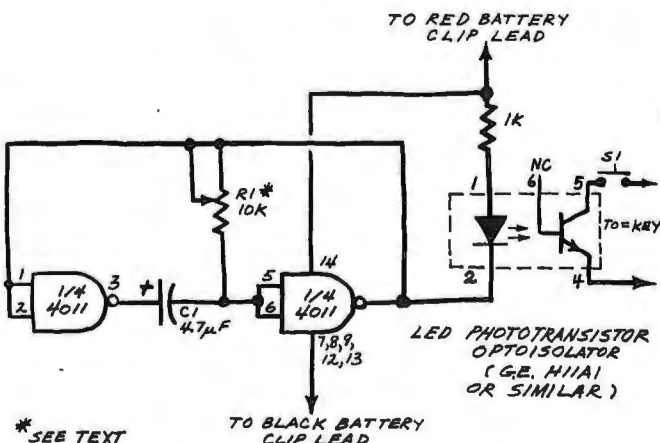 TO RED BATTERY
CLIP LEAD
1K
R1*
10K
NC
6
5
S1
1
TO "=" KEY
14
2
4
1
2
1/4
4011
3
+
C1
47µF
5
6
1/4
4011
7,8,9,
12,13
LED PHOTOTRANSISTOR
OPTOISOLATOR
(G.E. H11A1
OR SIMILAR)
*SEE TEXT
TO BLACK BATTERY
CLIP LEAD